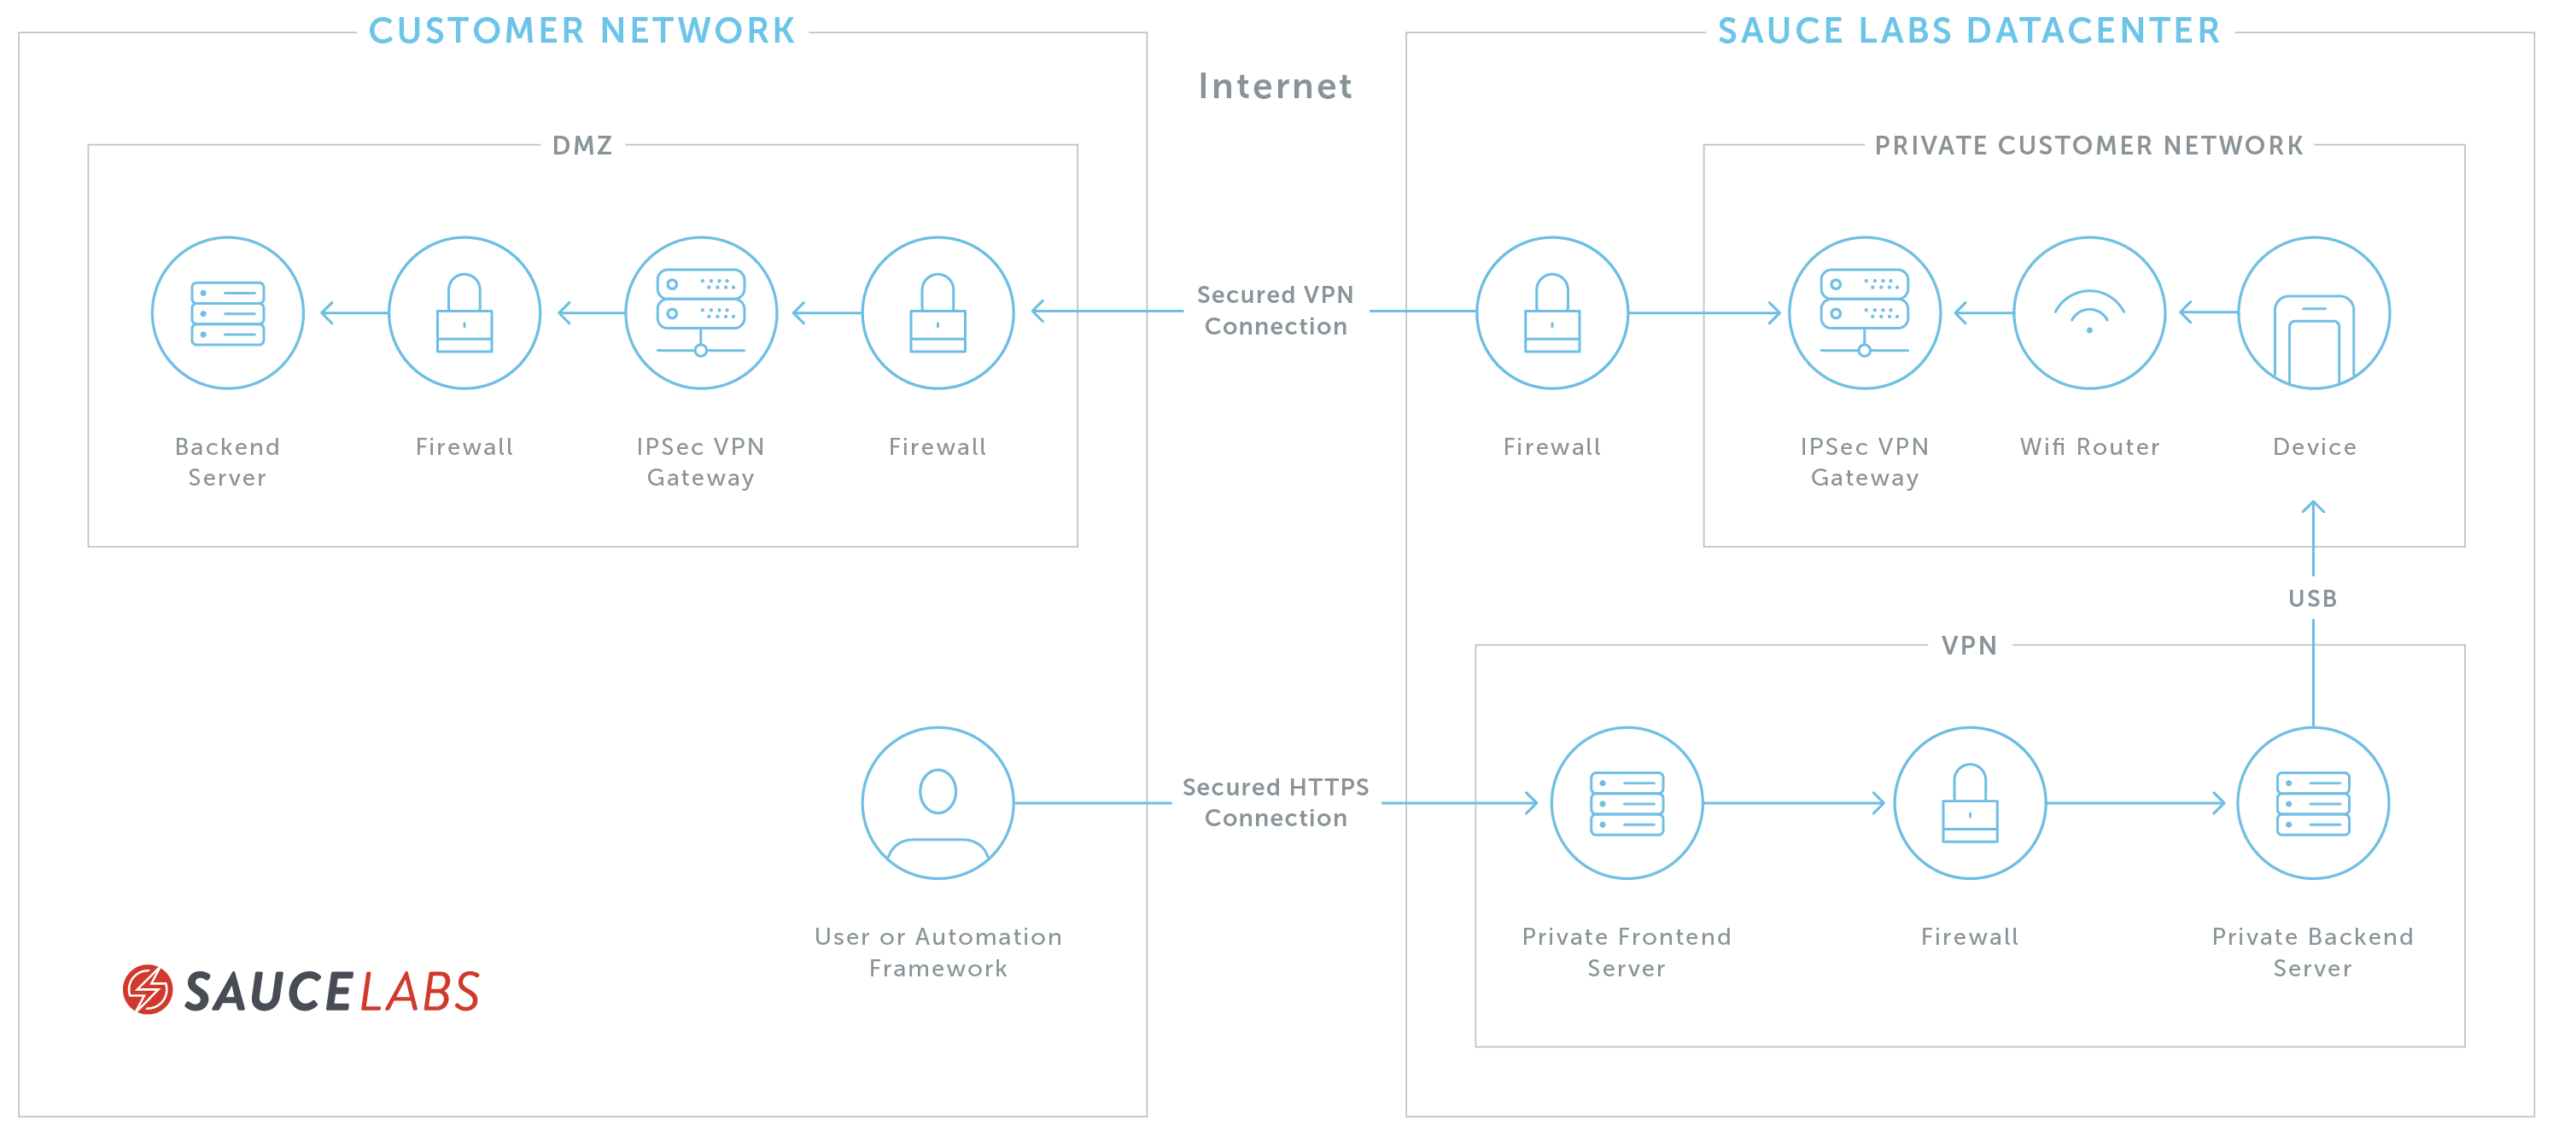 CUSTOMER NETWORK
SAUCE LABS DATACENTER
Internet
DMZ
PRIVATE CUSTOMER NETWORK
Secured VPN
Connection
Backend
Server
Firewall
IPSec VPN
Gateway
Firewall
Firewall
IPSec VPN
Gateway
Wifi Router
Device
USB
VPN
Secured HTTPS
Connection
User or Automation
Framework
Private Frontend
Server
Firewall
Private Backend
Server
SAUCELABS